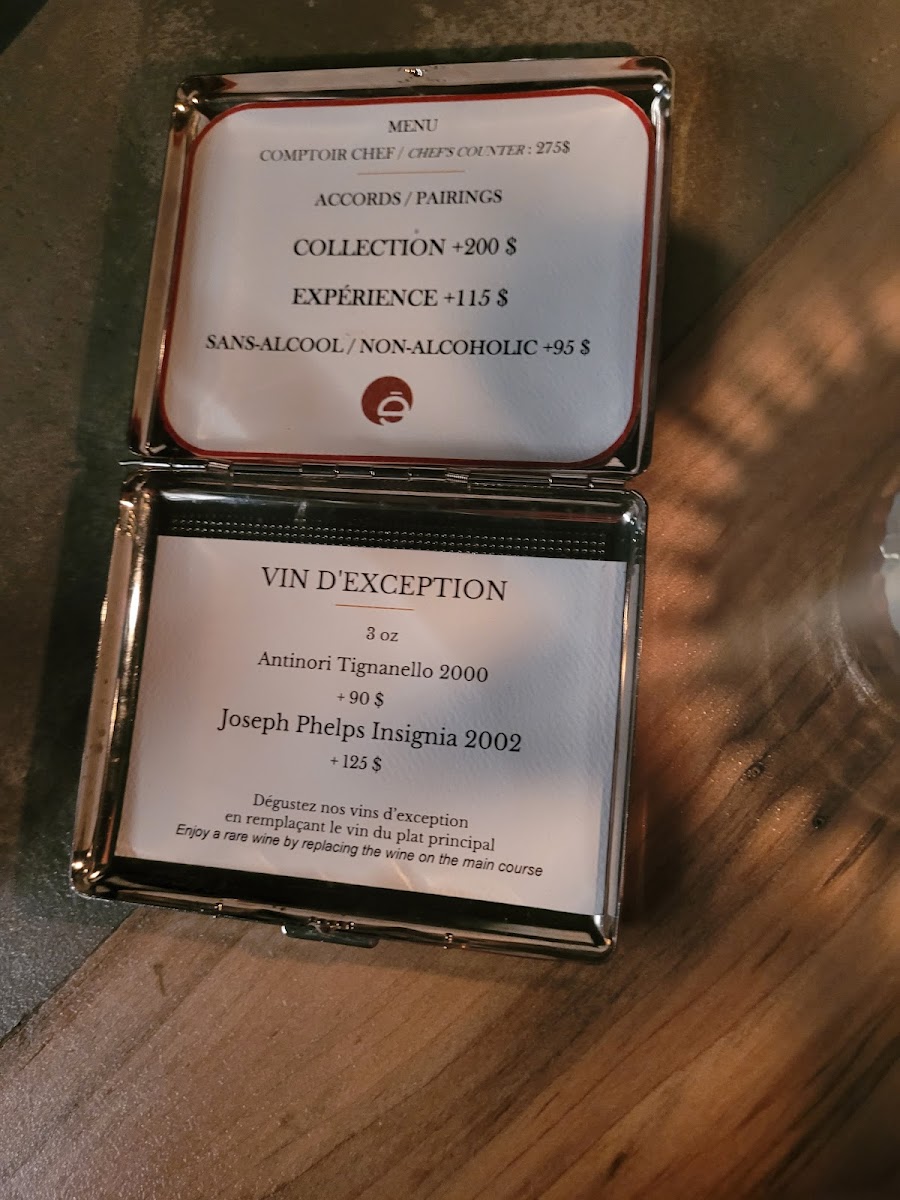 MENU
COMPTOIR CHEF / CHEF'S COUNTER : 275$
ACCORDS / PAIRINGS
COLLECTION +200 $
EXPÉRIENCE +115 $
SANS-ALCOOL / NON-ALCOHOLIC +95 $
VIN D'EXCEPTION
3 oz
Antinori Tignanello 2000
+ 90 $
Joseph Phelps Insignia 2002
+ 125 $
Dégustez nos vins d'exception
en remplaçant le vin du plat principal
Enjoy a rare wine by replacing the wine on the main course